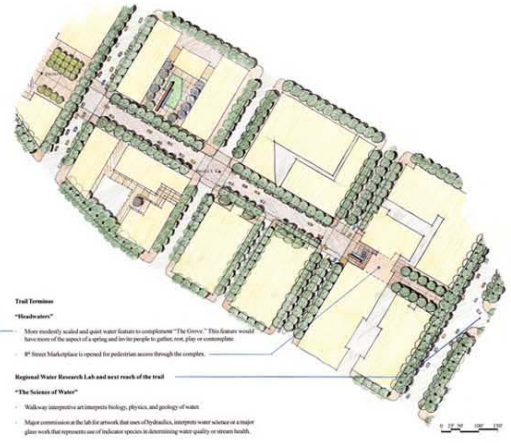 Trail Terminus
"Headwaters"
- More modestly scaled and quiet water feature to complement "The Grove." This feature would
have more of the aspect of a spring and invite people to gather, rest, play or contemplate
- 8th Street Marketplace is opened for pedestrian access through the complex.
Regional Water Research Lab and next reach of the trail
"The Science of Water"
- Walkway interpretive art interprets biology, physics, and geology of water.
- Major commission at the lab for artwork that uses of hydraulics, interprets water science or a major
glass work that represents use of indicator species in determining water quality or stream health.
0 25' 50' 100' 150'